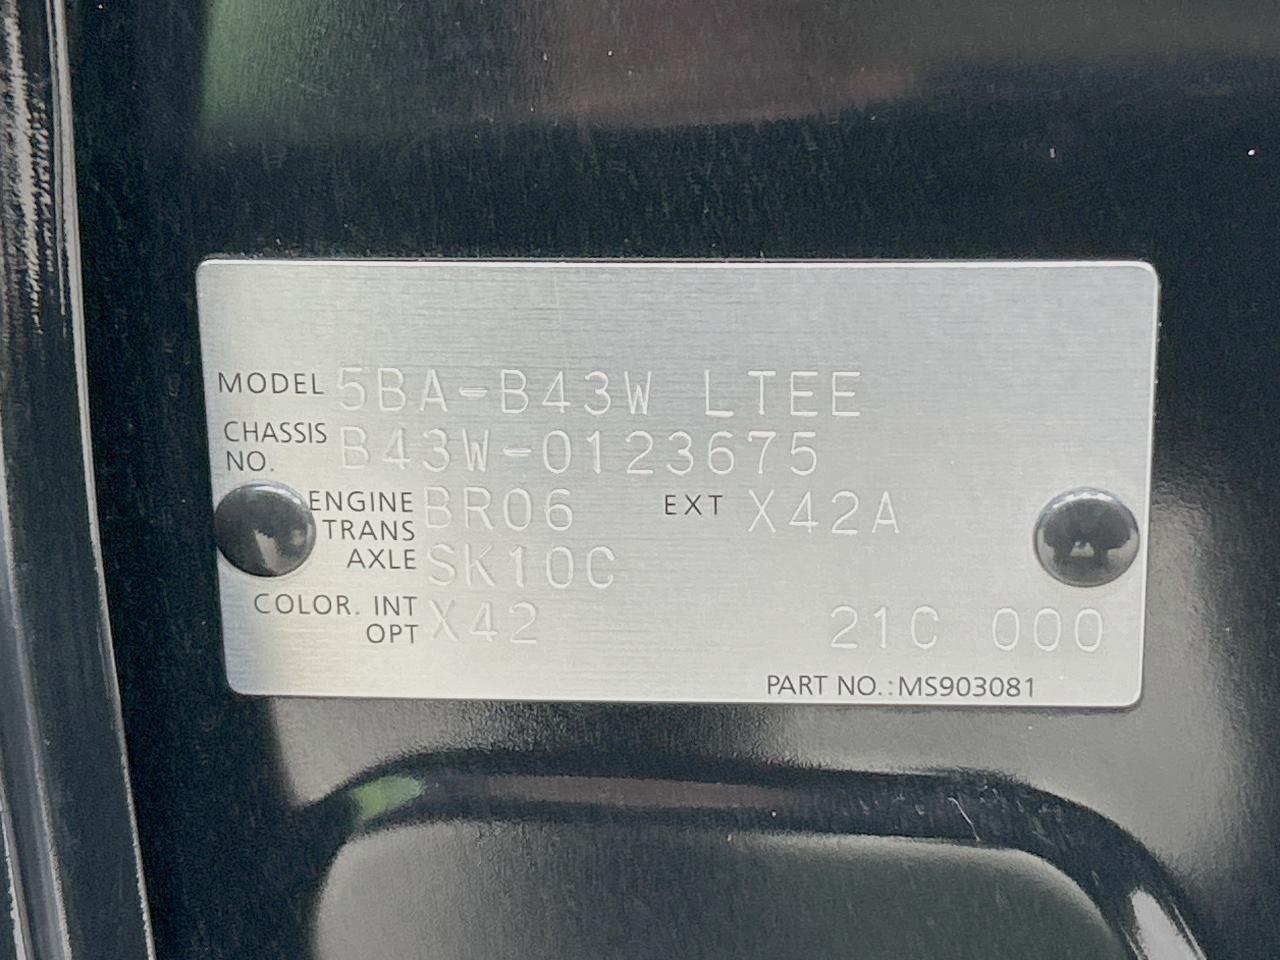 MODEL 5BA-B43W LTEE
CHASSIS NO. B43W-0123675
ENGINE BR06 EXT X42A
TRANS
AXLE SK10C
COLOR. INT X42 21C 000
OPT
PART NO.:MS903081